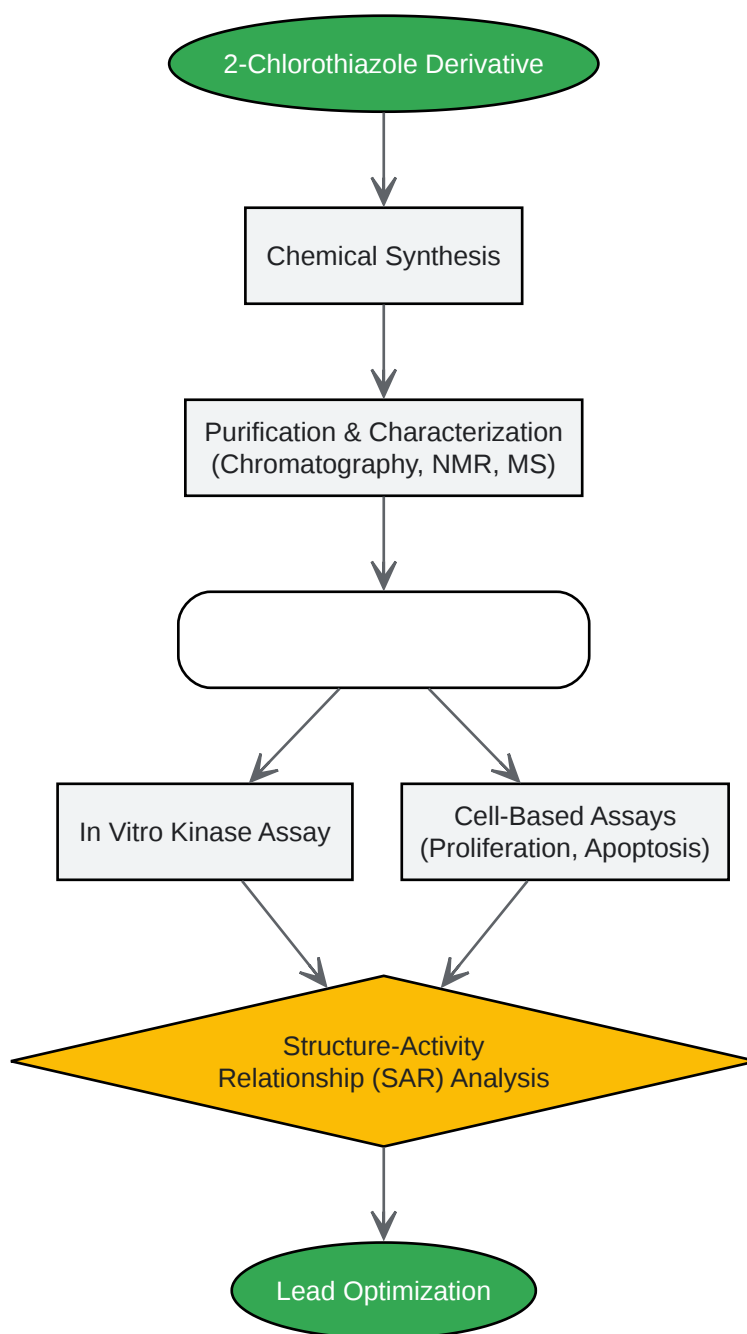 2-Chlorothiazole Derivative
Chemical Synthesis
Purification & Characterization
(Chromatography, NMR, MS)
In Vitro Kinase Assay
Cell-Based Assays
(Proliferation, Apoptosis)
Structure-Activity
Relationship (SAR) Analysis
Lead Optimization